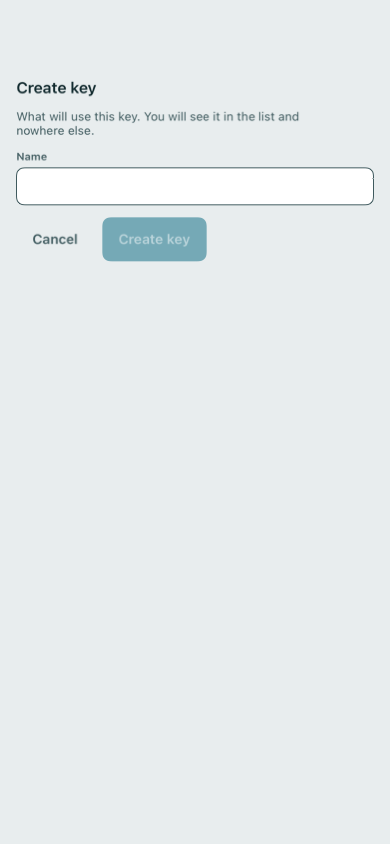 Create key
What will use this key. You will see it in the list and
nowhere else.
Name
Cancel
Create key